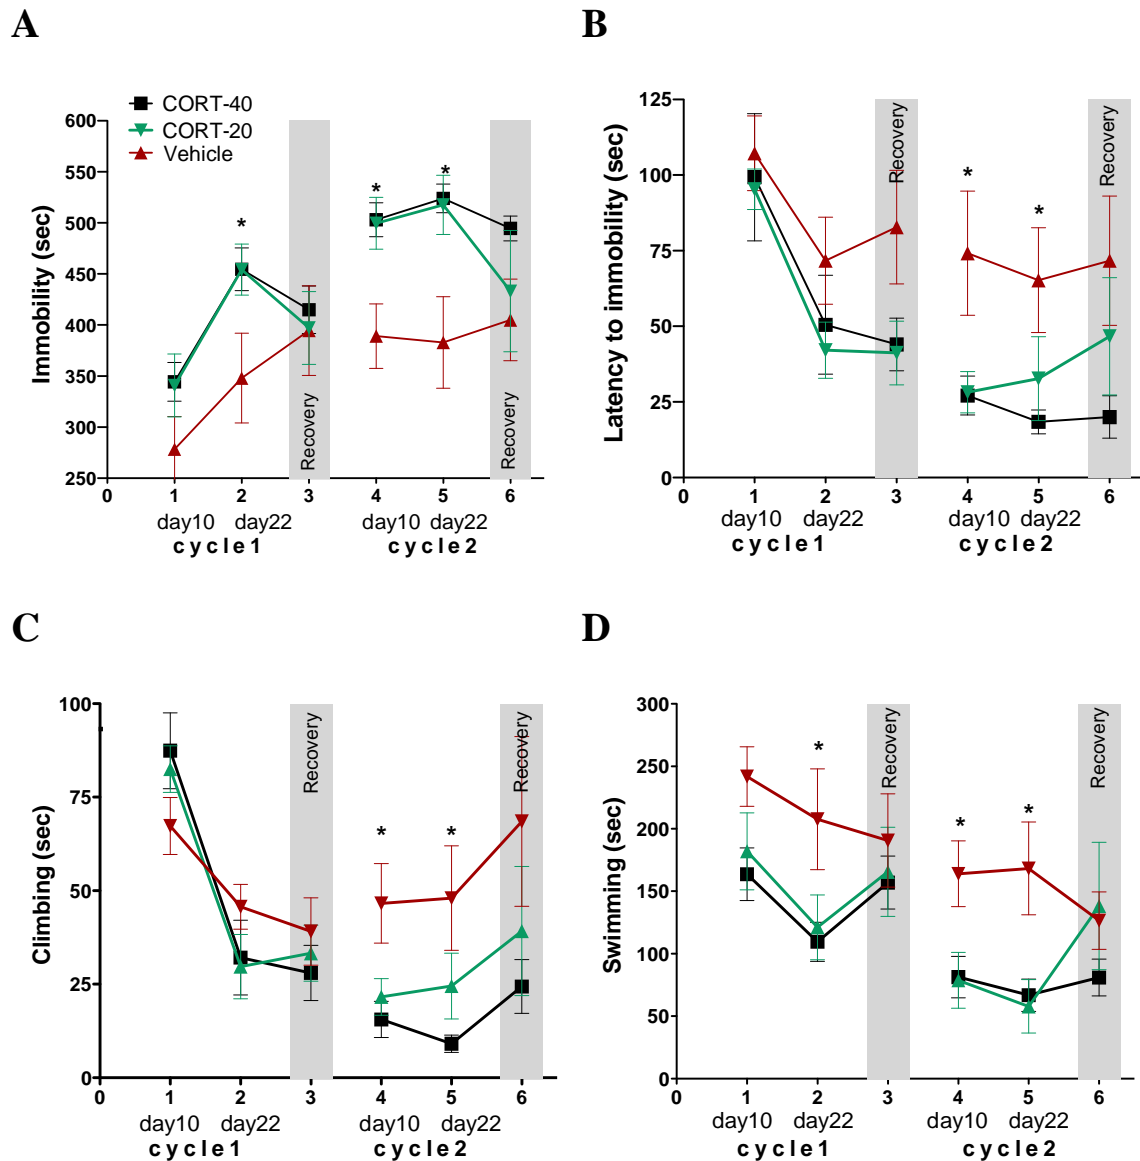 A
CORT-40
CORT-20
Vehicle
Immobility (sec)
600
550
500
450
400
350
300
250
*
*
*
Recovery
Recovery
0
1
2
3
4
5
6
day10
day22
day10
day22
cycle1
cycle2
B
Latency to immobility (sec)
125
100
75
50
25
0
*
*
Recovery
Recovery
0
1
2
3
4
5
6
day10
day22
day10
day22
cycle1
cycle2
C
Climbing (sec)
100
75
50
25
0
*
*
Recovery
Recovery
0
1
2
3
4
5
6
day10
day22
day10
day22
cycle1
cycle2
D
Swimming (sec)
300
250
200
150
100
50
0
*
*
*
Recovery
Recovery
0
1
2
3
4
5
6
day10
day22
day10
day22
cycle1
cycle2